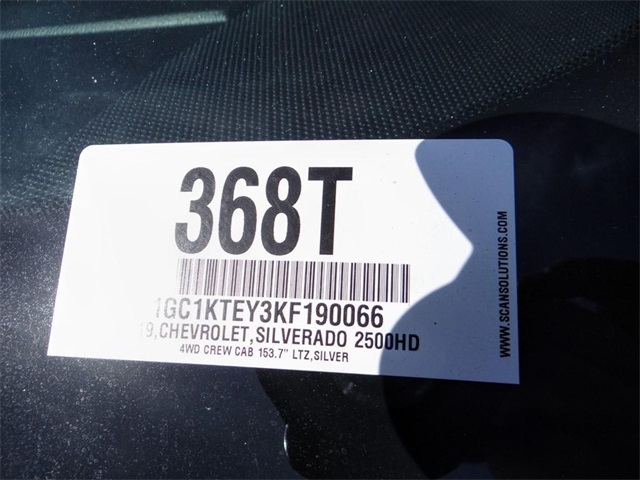 368T
1GC1KTEY3KF190066
19,CHEVROLET,SILVERADO 2500HD
4WD CREW CAB 153.7" LTZ,SILVER
WWW.SCANSOLUTIONS.COM